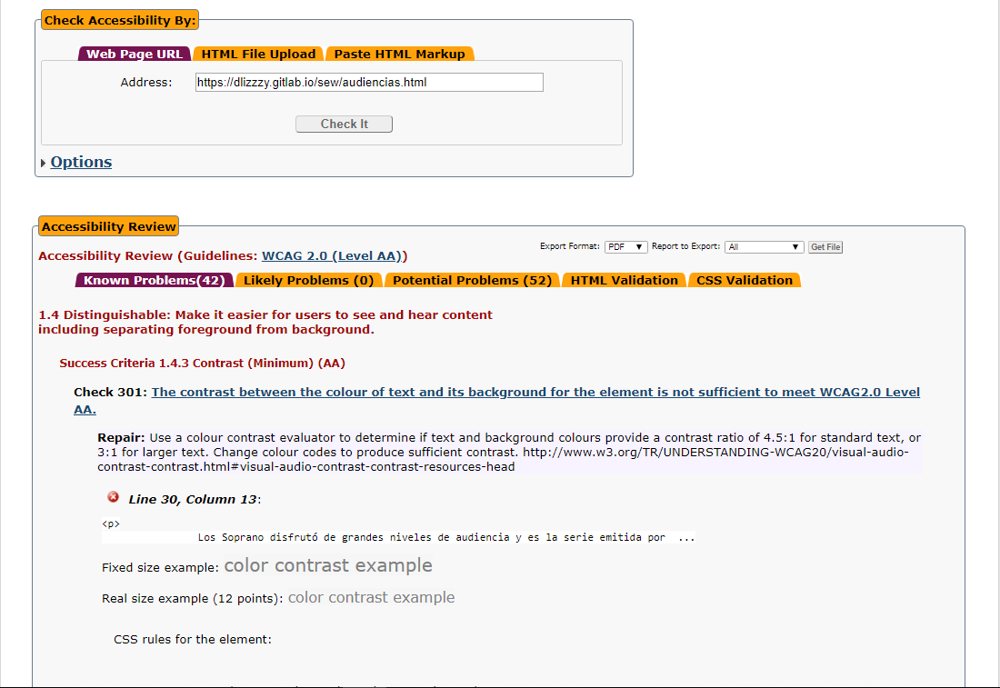 Check Accessibility By:
Web Page URL HTML File Upload Paste HTML Markup
Address: https://dlizzzy.gitlab.io/sew/audiencias.html
Check It
Options
Accessibility Review
Export Format: PDF Report to Export: All Get File
Accessibility Review (Guidelines: WCAG 2.0 (Level AA))
Known Problems(42) Likely Problems (0) Potential Problems (52) HTML Validation CSS Validation
1.4 Distinguishable: Make it easier for users to see and hear content
including separating foreground from background.
Success Criteria 1.4.3 Contrast (Minimum) (AA)
Check 301: The contrast between the colour of text and its background for the element is not sufficient to meet WCAG2.0 Level
AA.
Repair: Use a colour contrast evaluator to determine if text and background colours provide a contrast ratio of 4.5:1 for standard text, or
3:1 for larger text. Change colour codes to produce sufficient contrast. http://www.w3.org/TR/UNDERSTANDING-WCAG20/visual-audio-
contrast-contrast.html#visual-audio-contrast-contrast-resources-head
Line 30, Column 13:
<p>
Los Soprano disfrutó de grandes niveles de audiencia y es la serie emitida por ...
Fixed size example: color contrast example
Real size example (12 points): color contrast example
CSS rules for the element: